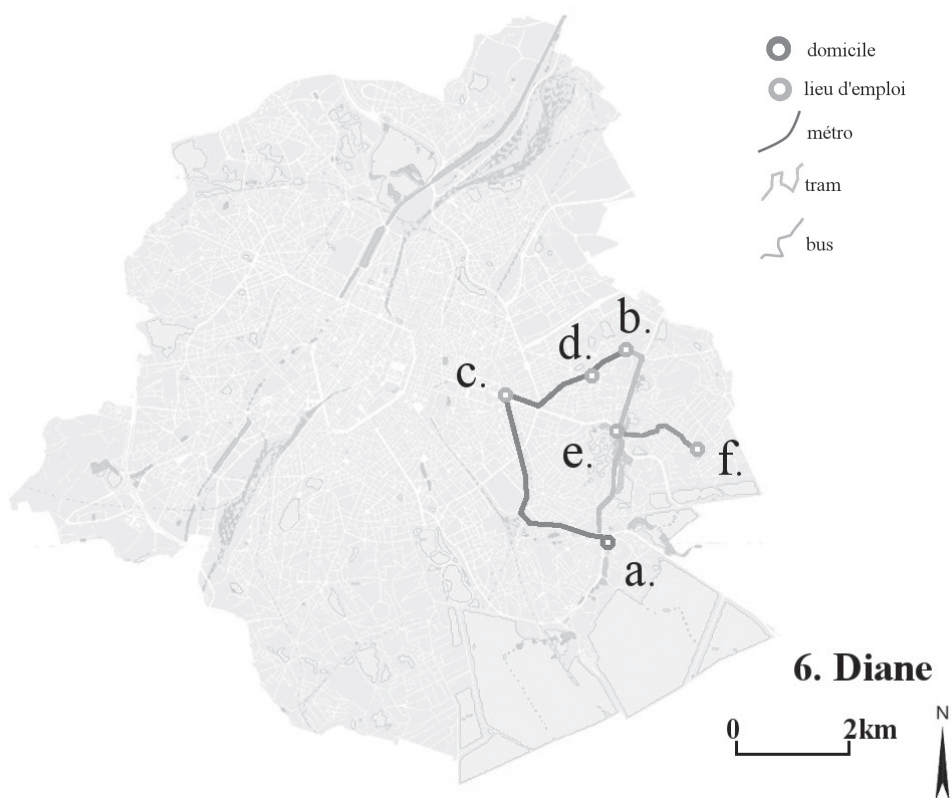 domicile
lieu d'emploi
métro
tram
bus
b.
d.
c.
e.
f.
a.
6. Diane
0 2km
N